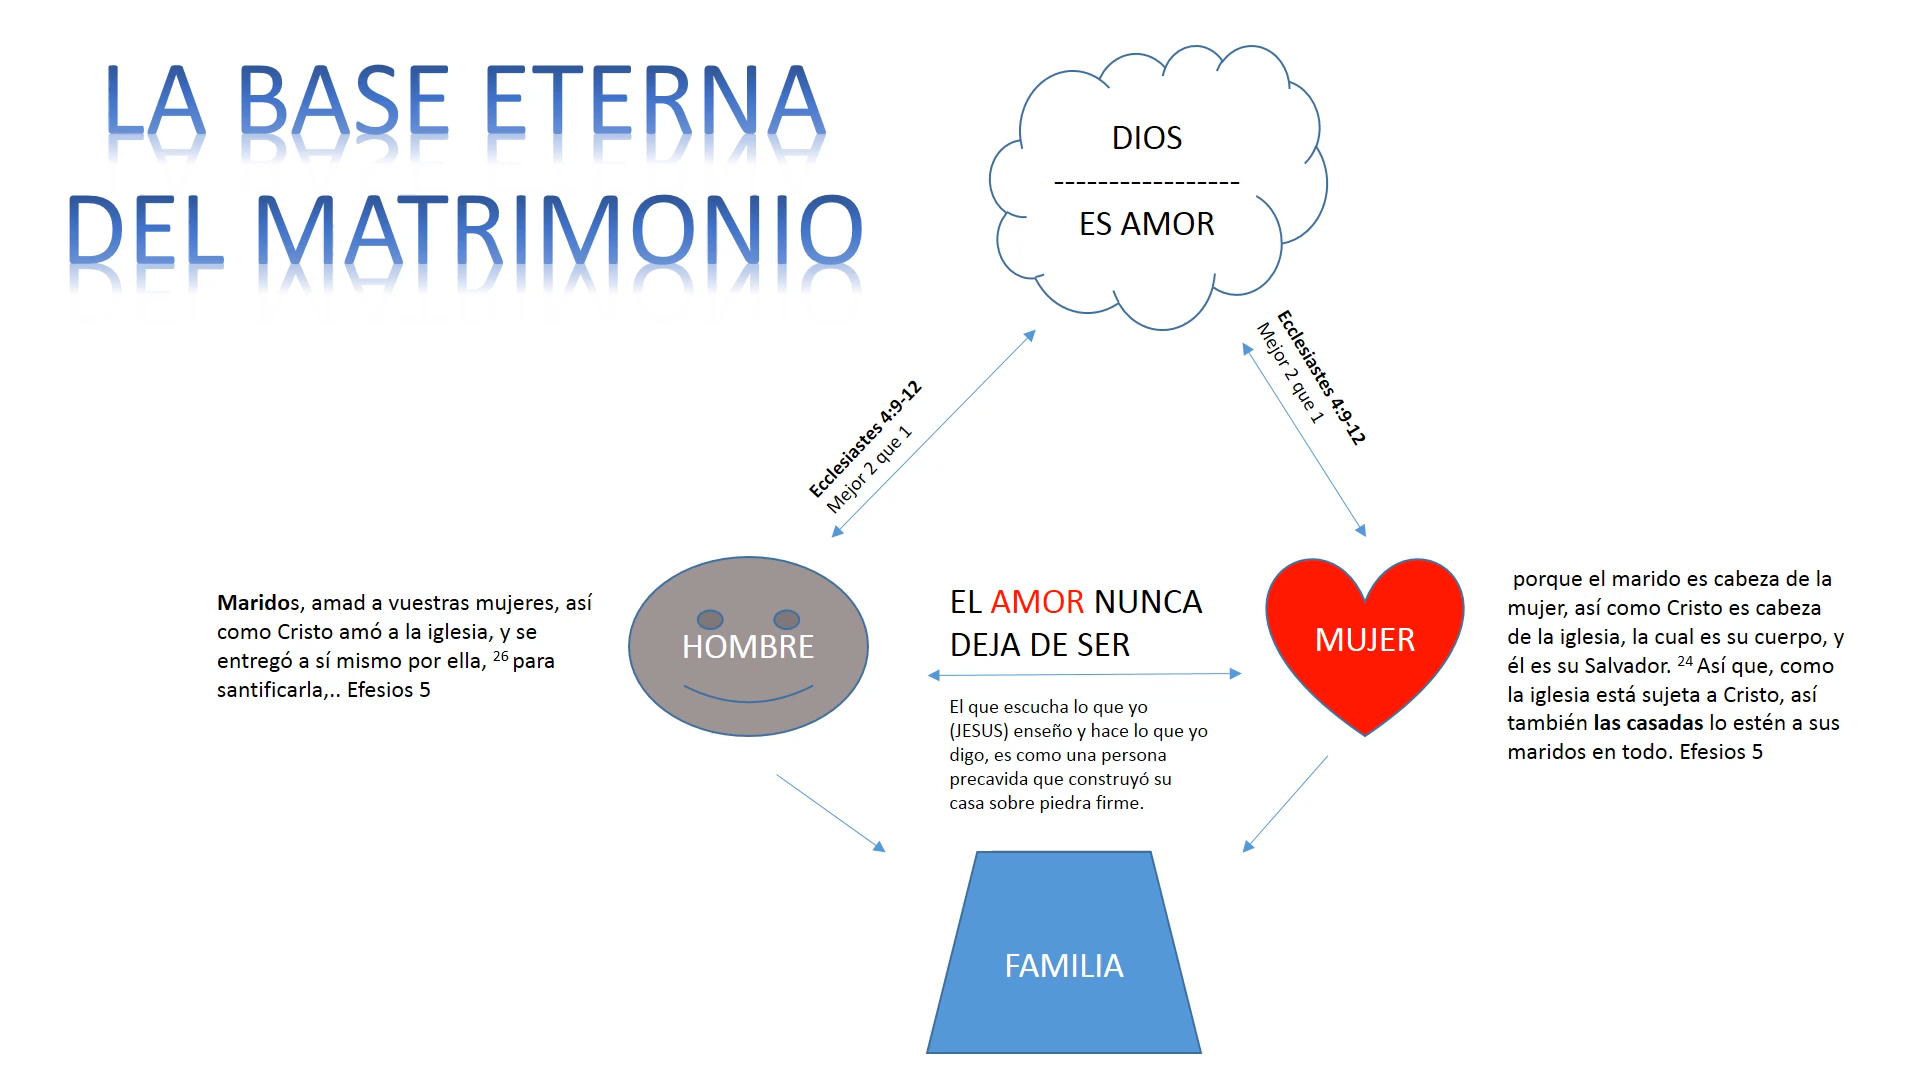 LA BASE ETERNA
DEL MATRIMONIO
DIOS
-----------------
ES AMOR
Ecclesiastes 4:9-12
Mejor 2 que 1
Ecclesiastes 4:9-12
Mejor 2 que 1
Maridos, amad a vuestras mujeres, así
como Cristo amó a la iglesia, y se
entregó a sí mismo por ella, 26 para
santificarla,.. Efesios 5
HOMBRE
EL AMOR NUNCA
DEJA DE SER
El que escucha lo que yo
(JESUS) enseño y hace lo que yo
digo, es como una persona
precavida que construyó su
casa sobre piedra firme.
MUJER
porque el marido es cabeza de la
mujer, así como Cristo es cabeza
de la iglesia, la cual es su cuerpo, y
él es su Salvador. 24 Así que, como
la iglesia está sujeta a Cristo, así
también las casadas lo estén a sus
maridos en todo. Efesios 5
FAMILIA